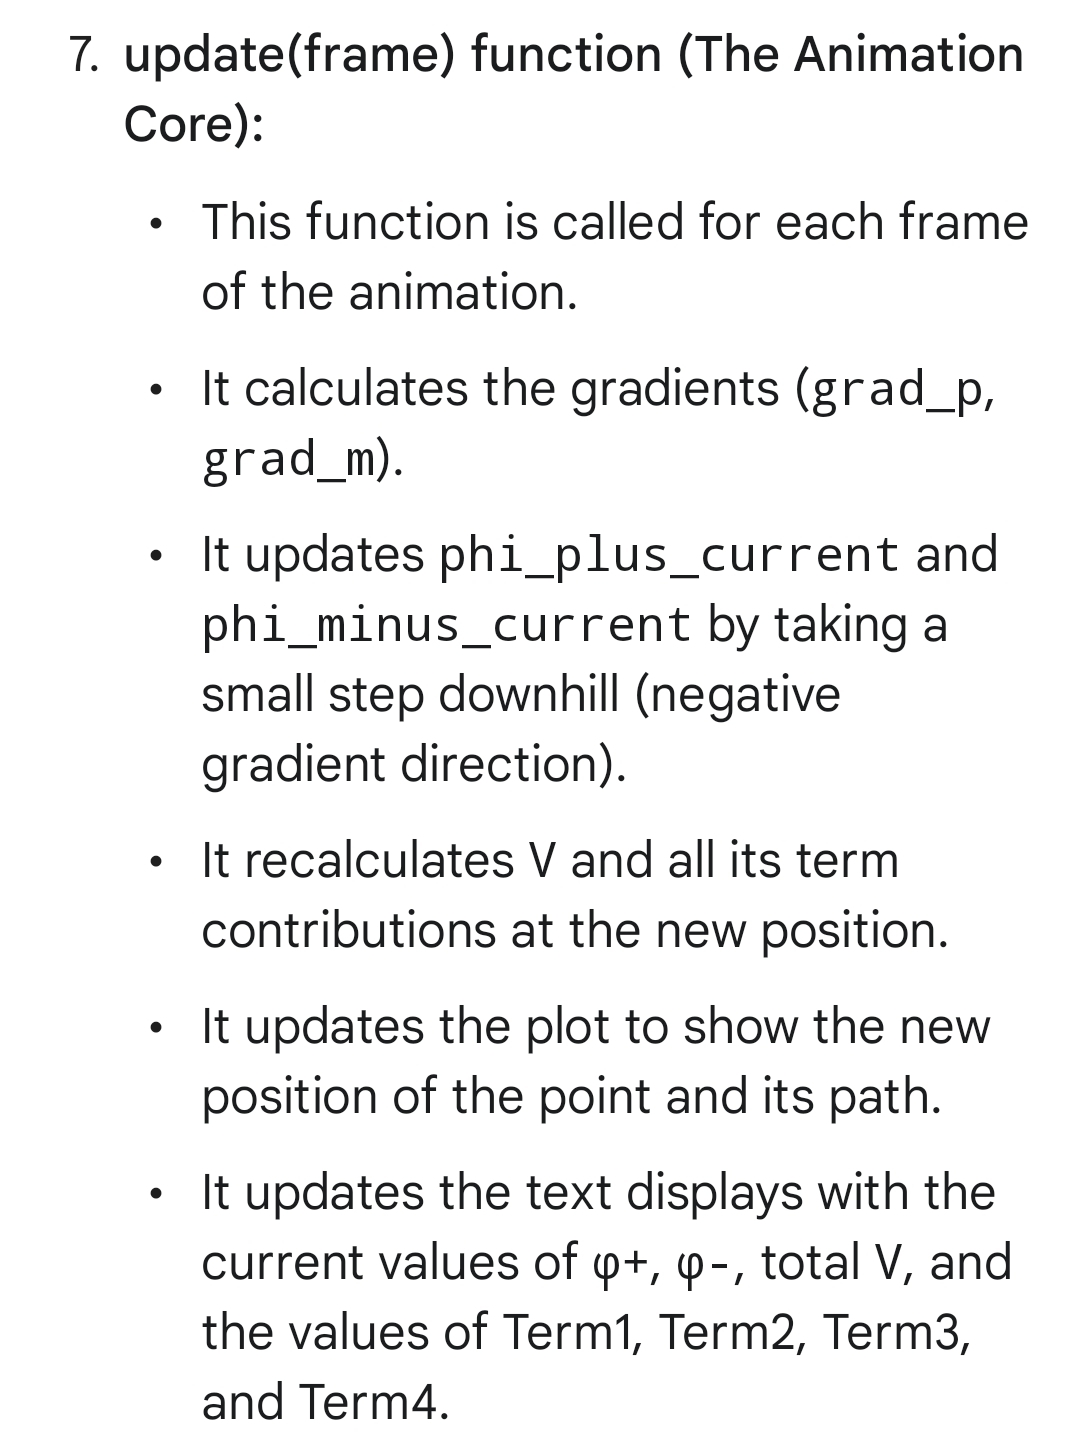 7. update(frame) function (The Animation
Core):
• This function is called for each frame
of the animation.
• It calculates the gradients (grad_p,
grad_m).
• It updates phi_plus_current and
phi_minus_current by taking a
small step downhill (negative
gradient direction).
• It recalculates V and all its term
contributions at the new position.
• It updates the plot to show the new
position of the point and its path.
• It updates the text displays with the
current values of φ+, φ-, total V, and
the values of Term1, Term2, Term3,
and Term4.